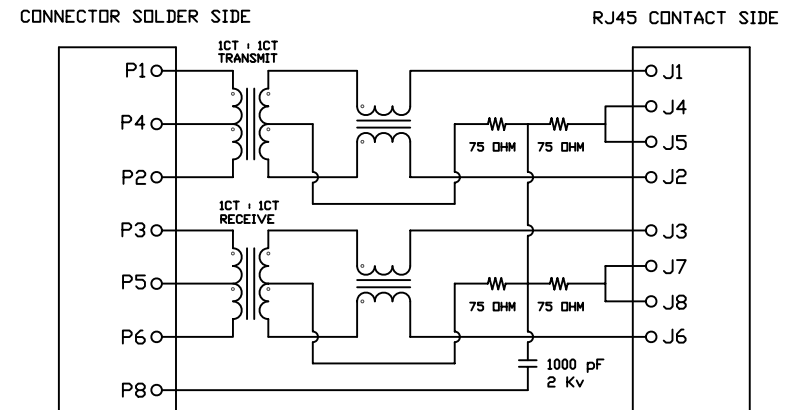 CONNECTOR SOLDER SIDE
RJ45 CONTACT SIDE
1CT : 1CT
TRANSMIT
P1
J1
J4
P4
75 OHM
75 OHM
J5
P2
J2
1CT : 1CT
RECEIVE
P3
J3
J7
P5
75 OHM
75 OHM
J8
P6
J6
1000 pF
2 Kv
P8